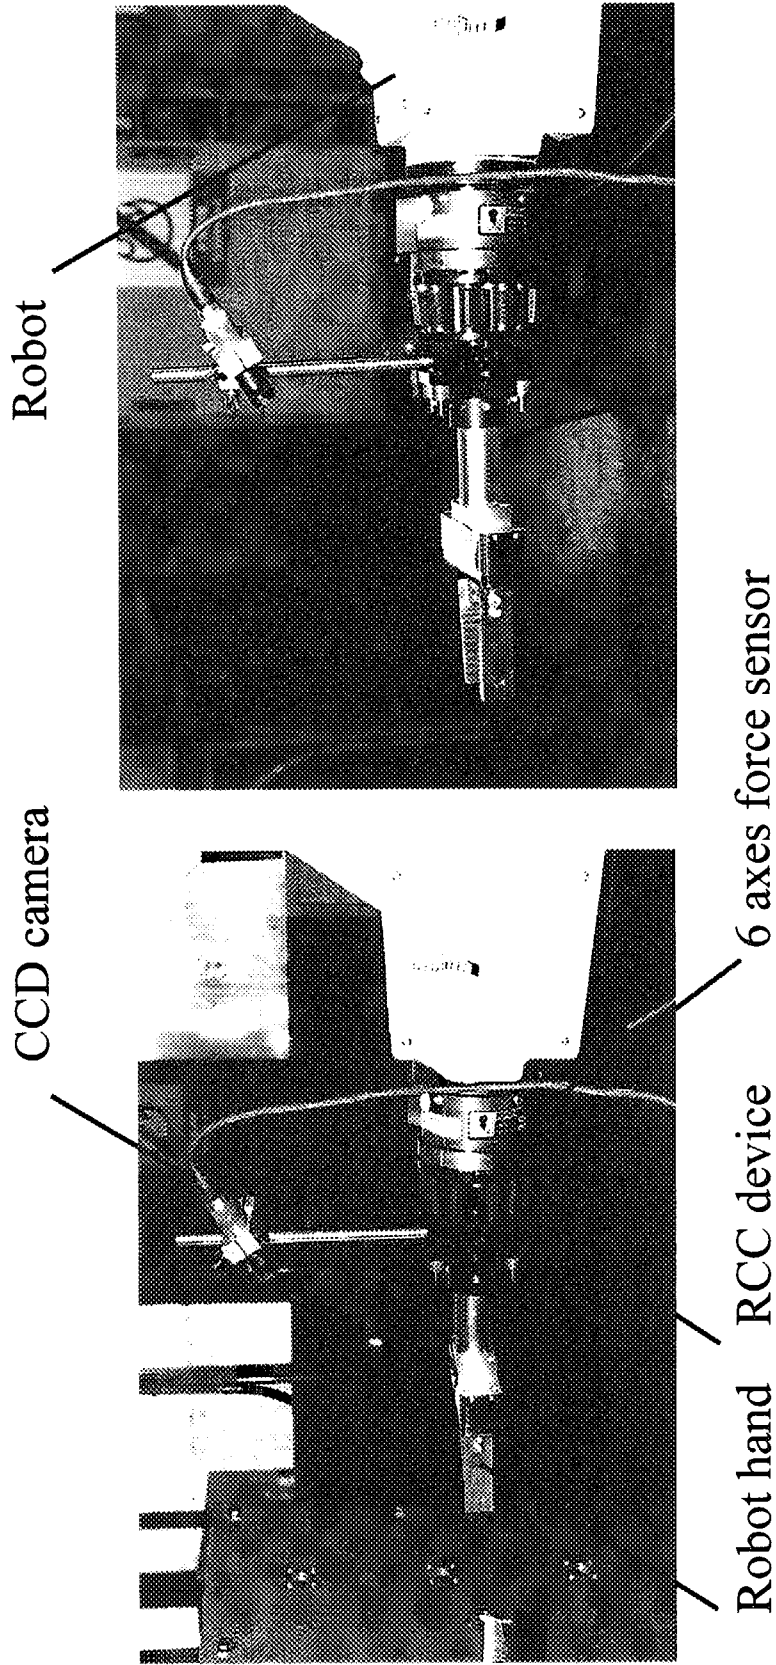 CCD camera
Robot
Robot hand
RCC device
6 axes force sensor